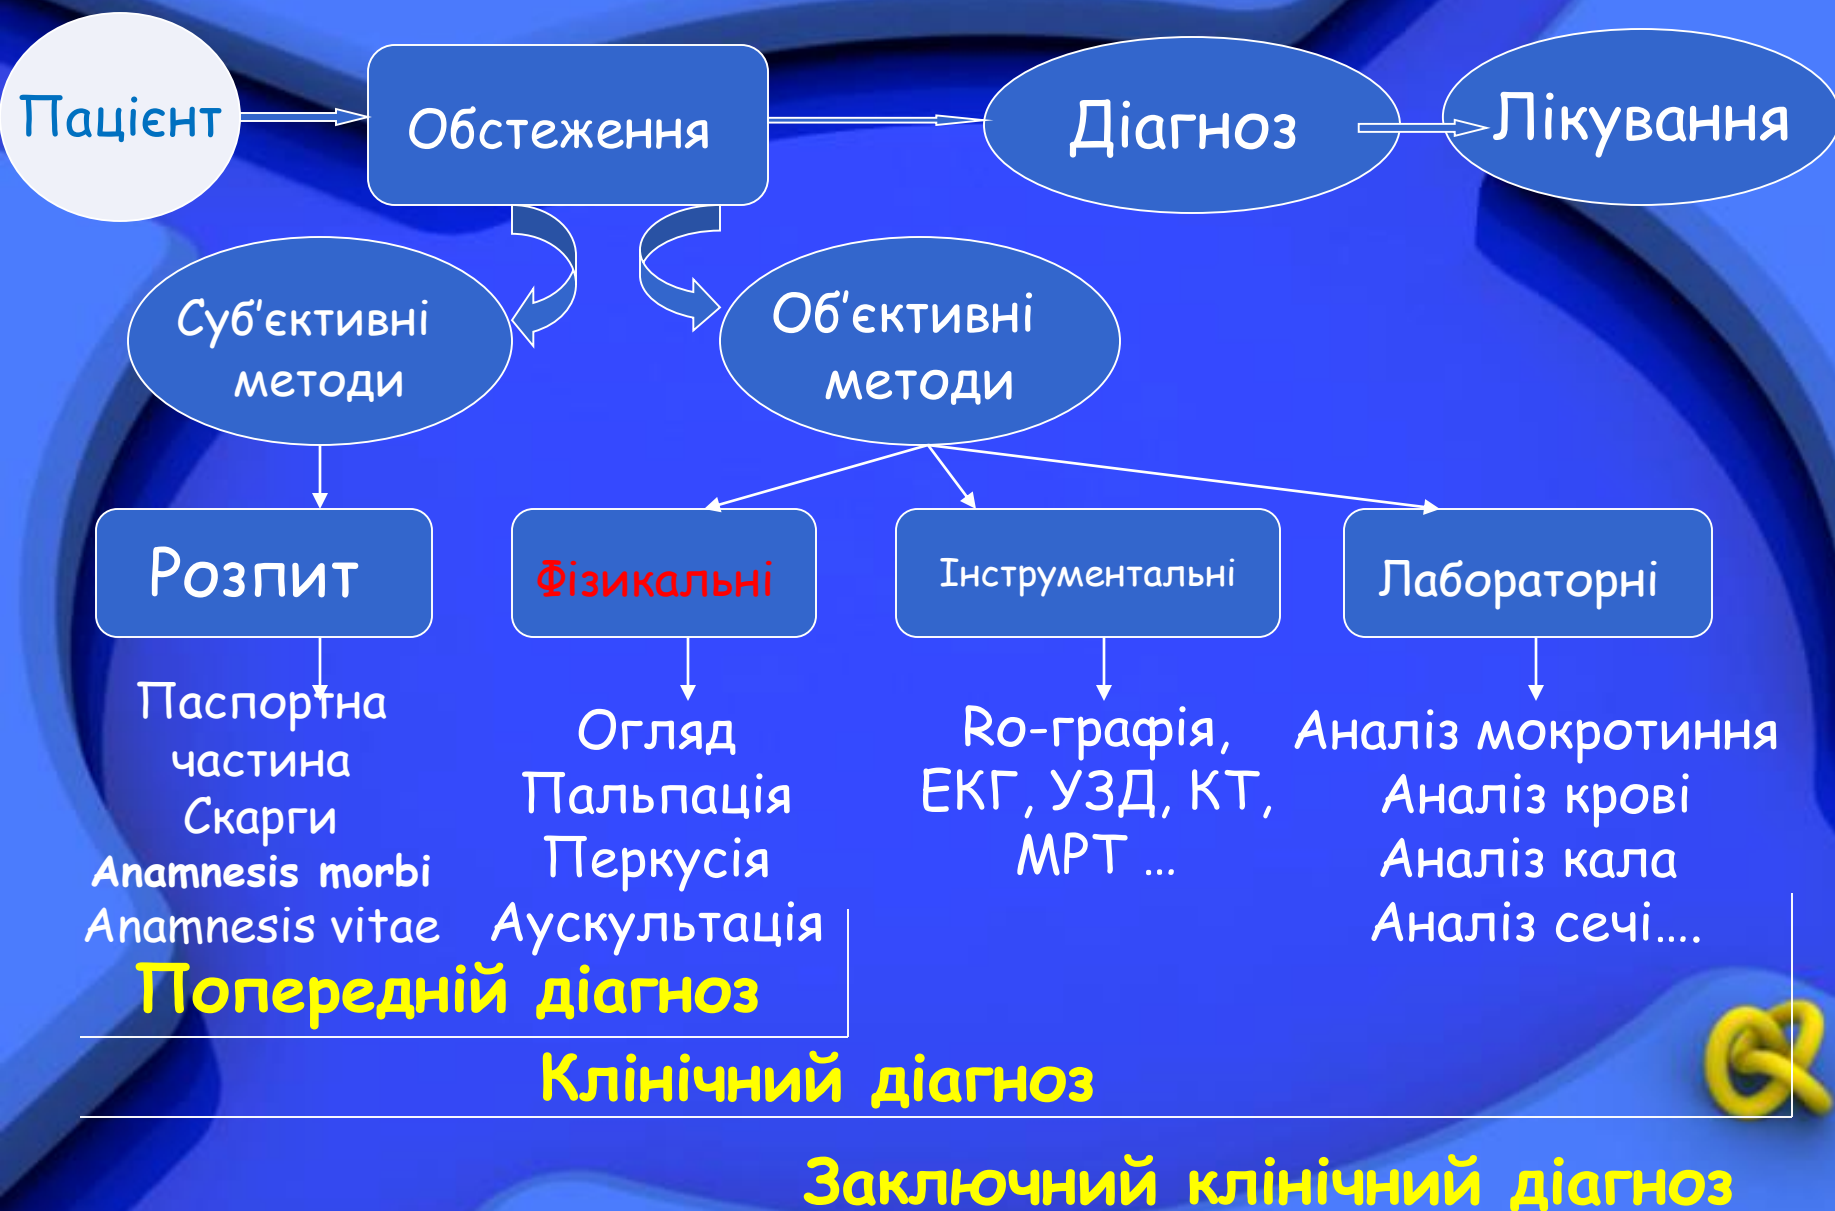 Пацієнт
Обстеження
Діагноз
Лікування
Суб’єктивні
методи
Об’єктивні
методи
Розпит
Фізикальні
Інструментальні
Лабораторні
Паспортна
частина
Скарги
Anamnesis morbi
Anamnesis vitae
Огляд
Пальпація
Перкусія
Аускультація
Ro-графія,
ЕКГ, УЗД, КТ,
МРТ …
Аналіз мокротиння
Аналіз крові
Аналіз кала
Аналіз сечі….
Попередній діагноз
Клінічний діагноз
Заключний клінічний діагноз